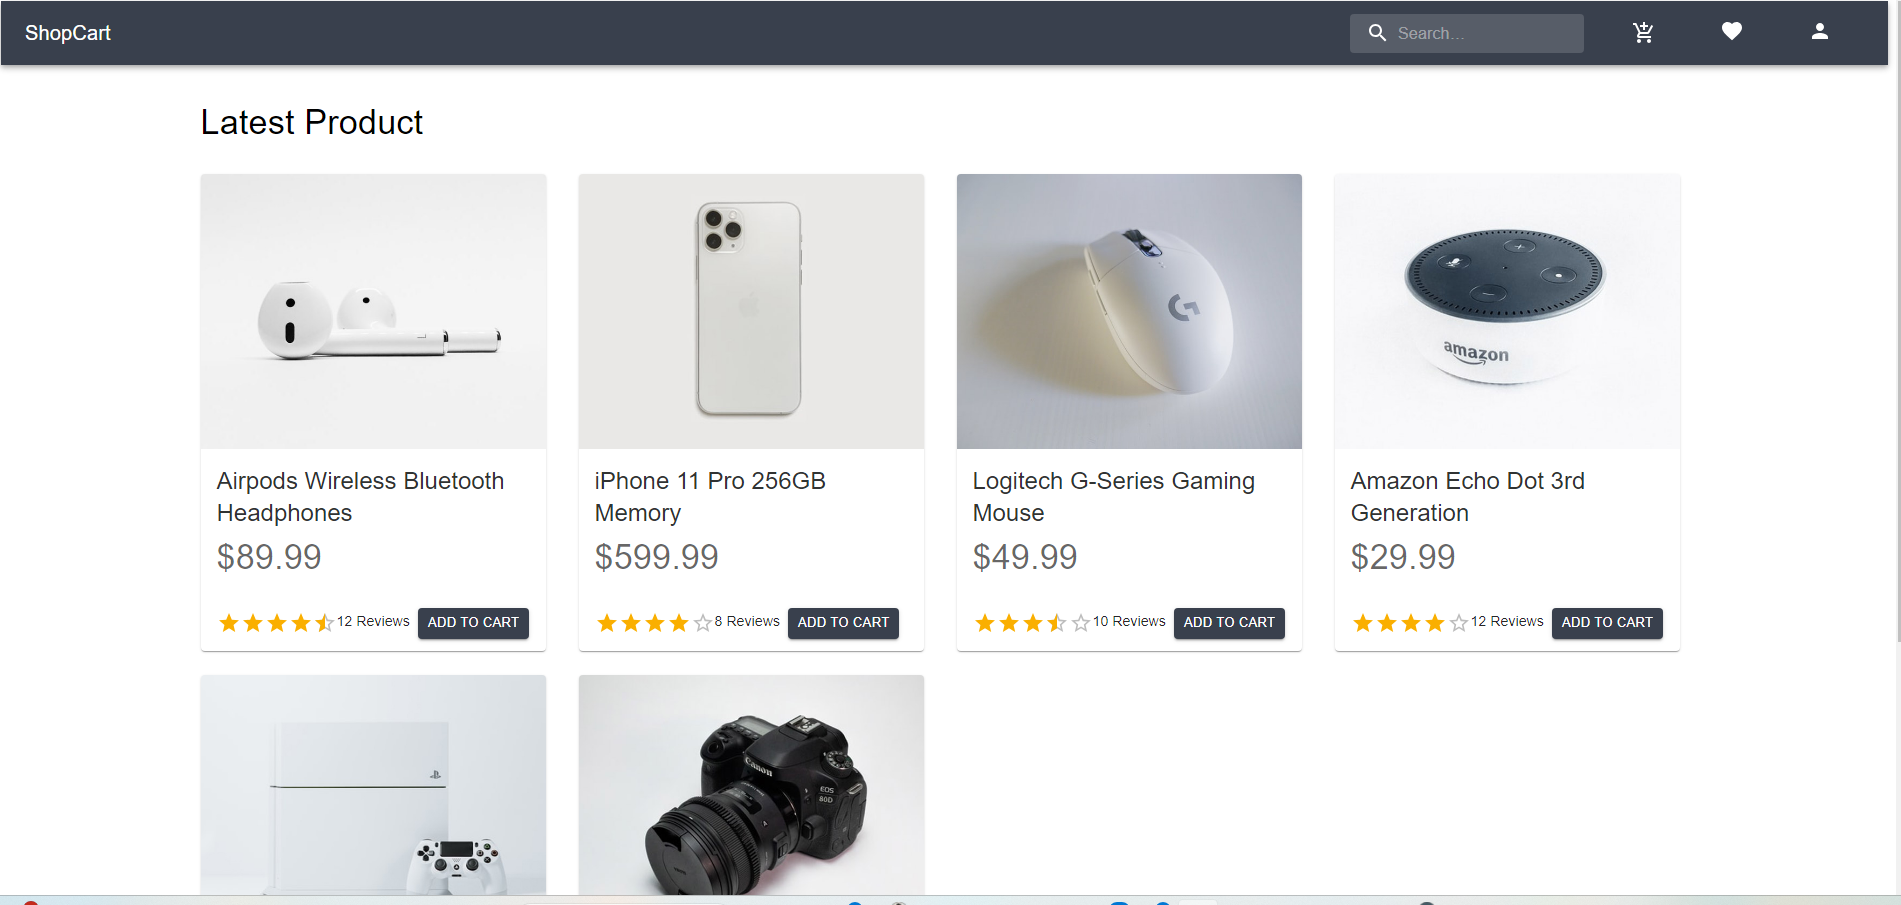 ShopCart
Search...
Latest Product
amazon
Airpods Wireless Bluetooth
Headphones
$89.99
12 Reviews
ADD TO CART
iPhone 11 Pro 256GB
Memory
$599.99
8 Reviews
ADD TO CART
Logitech G-Series Gaming
Mouse
$49.99
10 Reviews
ADD TO CART
Amazon Echo Dot 3rd
Generation
$29.99
12 Reviews
ADD TO CART
Canon
EOS
80D
A